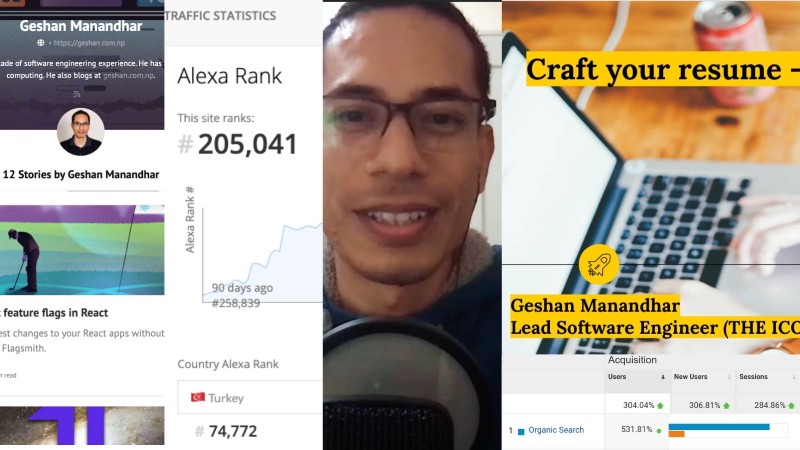 Geshan Manandhar
• https://geshan.com.np
cade of software engineering experience. He has
computing. He also blogs at geshan.com.np.
12 Stories by Geshan Manandhar
feature flags in React
est changes to your React apps without
Flagsmith.
read
TRAFFIC STATISTICS
Alexa Rank
This site ranks:
# 205,041
Alexa Rank #
90 days ago
#258,839
Country Alexa Rank
Turkey
# 74,772
Craft your resume -
Geshan Manandhar
Lead Software Engineer (THE ICO
Acquisition
Users New Users Sessions
304.04% 306.81% 284.86%
1 Organic Search 531.81%